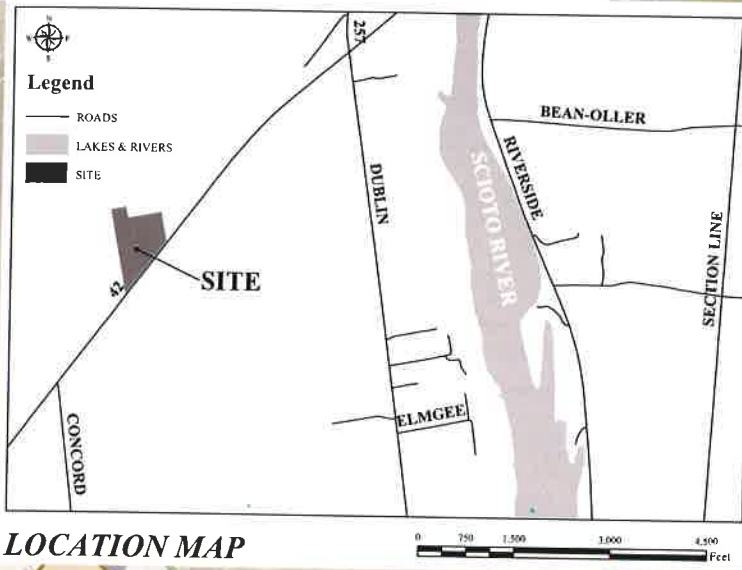 N
W E
S
Legend
ROADS
LAKES & RIVERS
SITE
257
BEAN-OLLER
RIVERSIDE
DUBLIN
SCIOTO RIVER
SECTION LINE
SITE
42
ELMGEE
CONCORD
LOCATION MAP
0 750 1,500 3,000 4,500
Feet